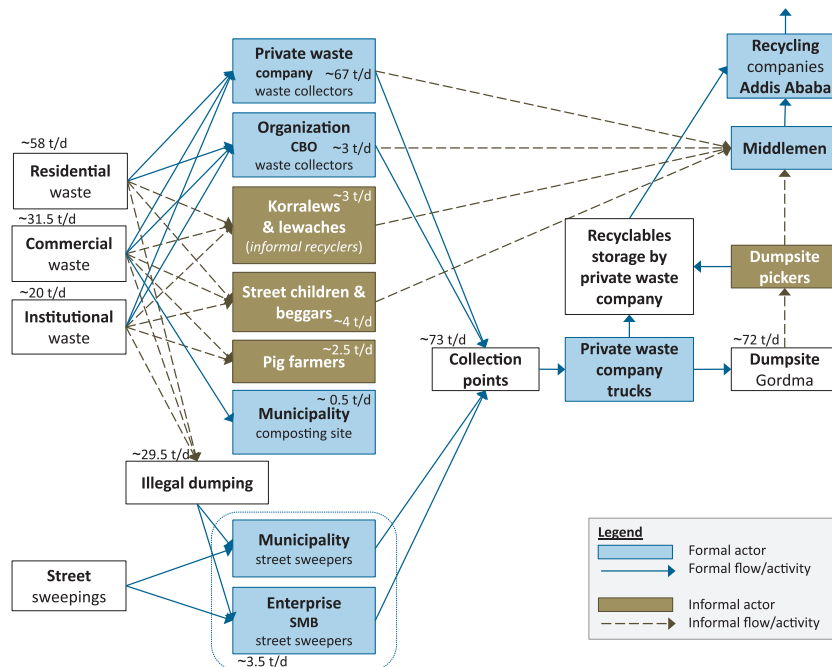 ~58 t/d
Residential
waste
~31.5 t/d
Commercial
waste
~20 t/d
Institutional
waste
Street
sweepings
Private waste
company
~67 t/d
waste collectors
Organization
CBO
~3 t/d
waste collectors
~3 t/d
Korralews
& lewaches
(informal recyclers)
Street children &
beggars
~4 t/d
~2.5 t/d
Pig farmers
~ 0.5 t/d
Municipality
composting site
~29.5 t/d
Illegal dumping
Municipality
street sweepers
Enterprise
SMB
street sweepers
~3.5 t/d
~73 t/d
Collection
points
Recycling
companies
Addis Ababa
Middlemen
Recyclables
storage by
private waste
company
Dumpsite
pickers
Private waste
company
trucks
~72 t/d
Dumpsite
Gordma
Legend
Formal actor
Formal flow/activity
Informal actor
Informal flow/activity